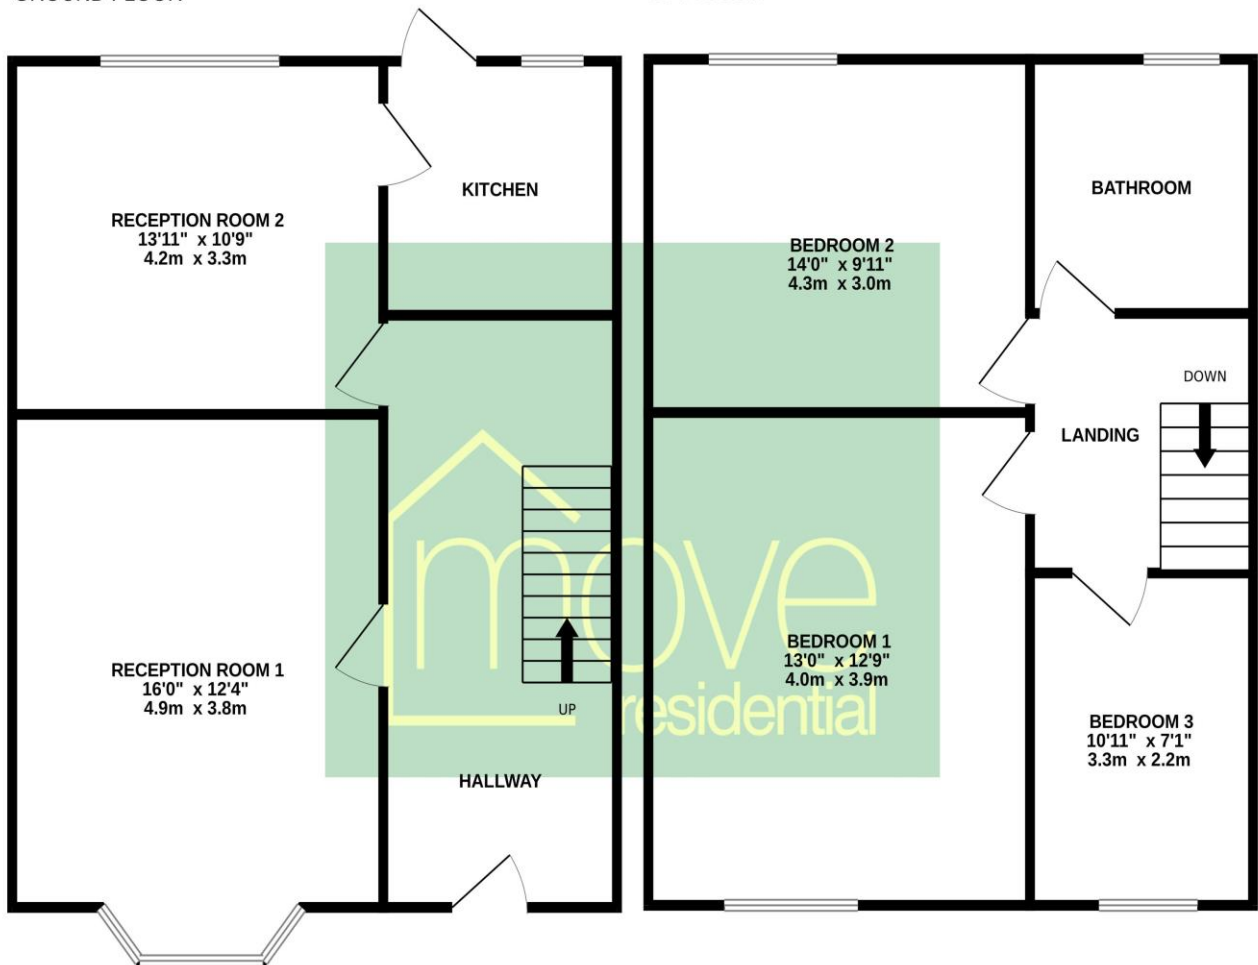 RECEPTION ROOM 2
13'11" x 10'9"
4.2m x 3.3m
KITCHEN
RECEPTION ROOM 1
16'0" x 12'4"
4.9m x 3.8m
UP
HALLWAY
BEDROOM 2
14'0" x 9'11"
4.3m x 3.0m
BATHROOM
DOWN
LANDING
BEDROOM 1
13'0" x 12'9"
4.0m x 3.9m
BEDROOM 3
10'11" x 7'1"
3.3m x 2.2m
move
residential